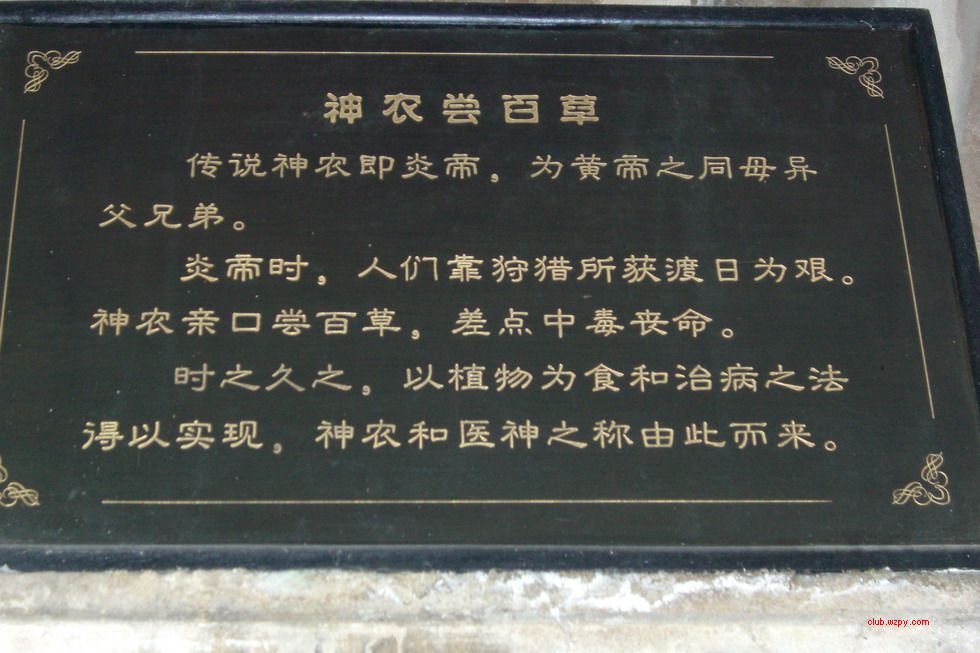 神农尝百草
传说神农即炎帝，为黄帝之同母异
父兄弟。
炎帝时，人们靠狩猎所获渡日为艰。
神农亲口尝百草，差点中毒丧命。
时之久之，以植物为食和治病之法
得以实现，神农和医神之称由此而来。
club.wzpy.com